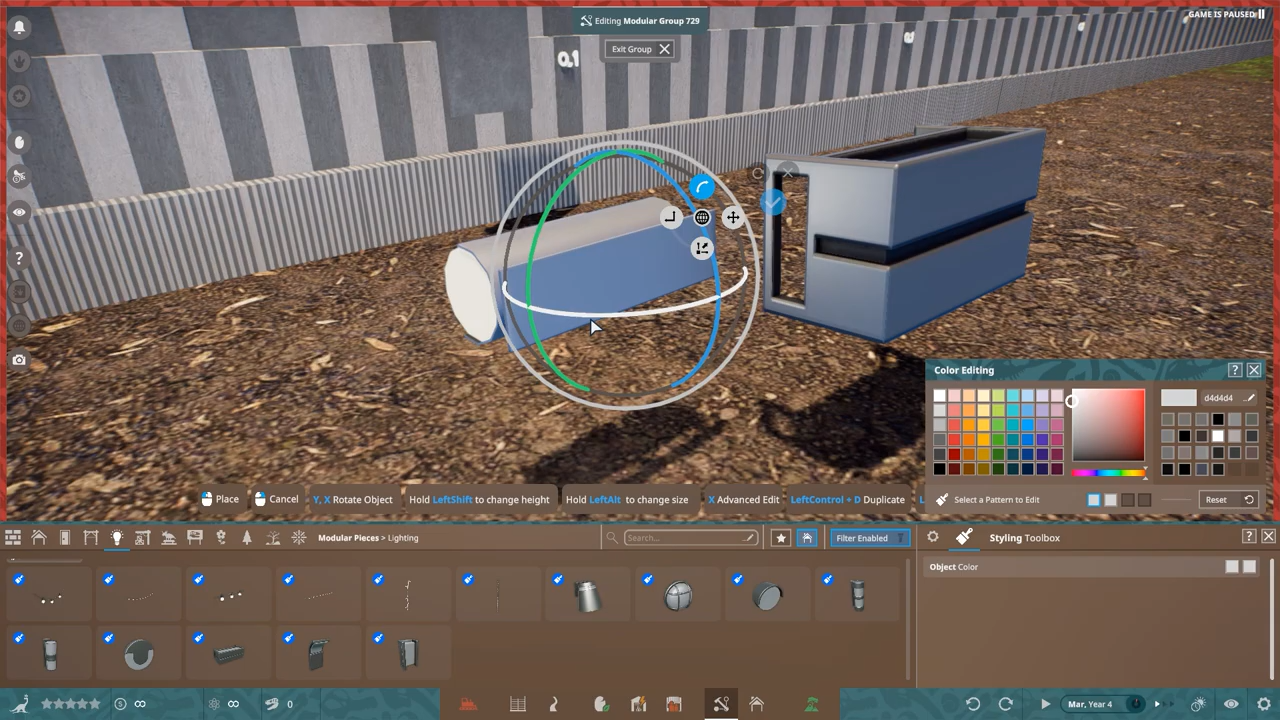 Editing Modular Group 729
GAME IS PAUSED
Exit Group
0.1
Color Editing
?
d4d4d4
Place
Cancel
Y, X Rotate Object
Hold LeftShift to change height
Hold LeftAlt to change size
X Advanced Edit
LeftControl + D Duplicate
L
Select a Pattern to Edit
Reset
Modular Pieces > Lighting
Search...
Filter Enabled
Styling Toolbox
?
Object Color
?
∞
∞
0
Mar, Year 4